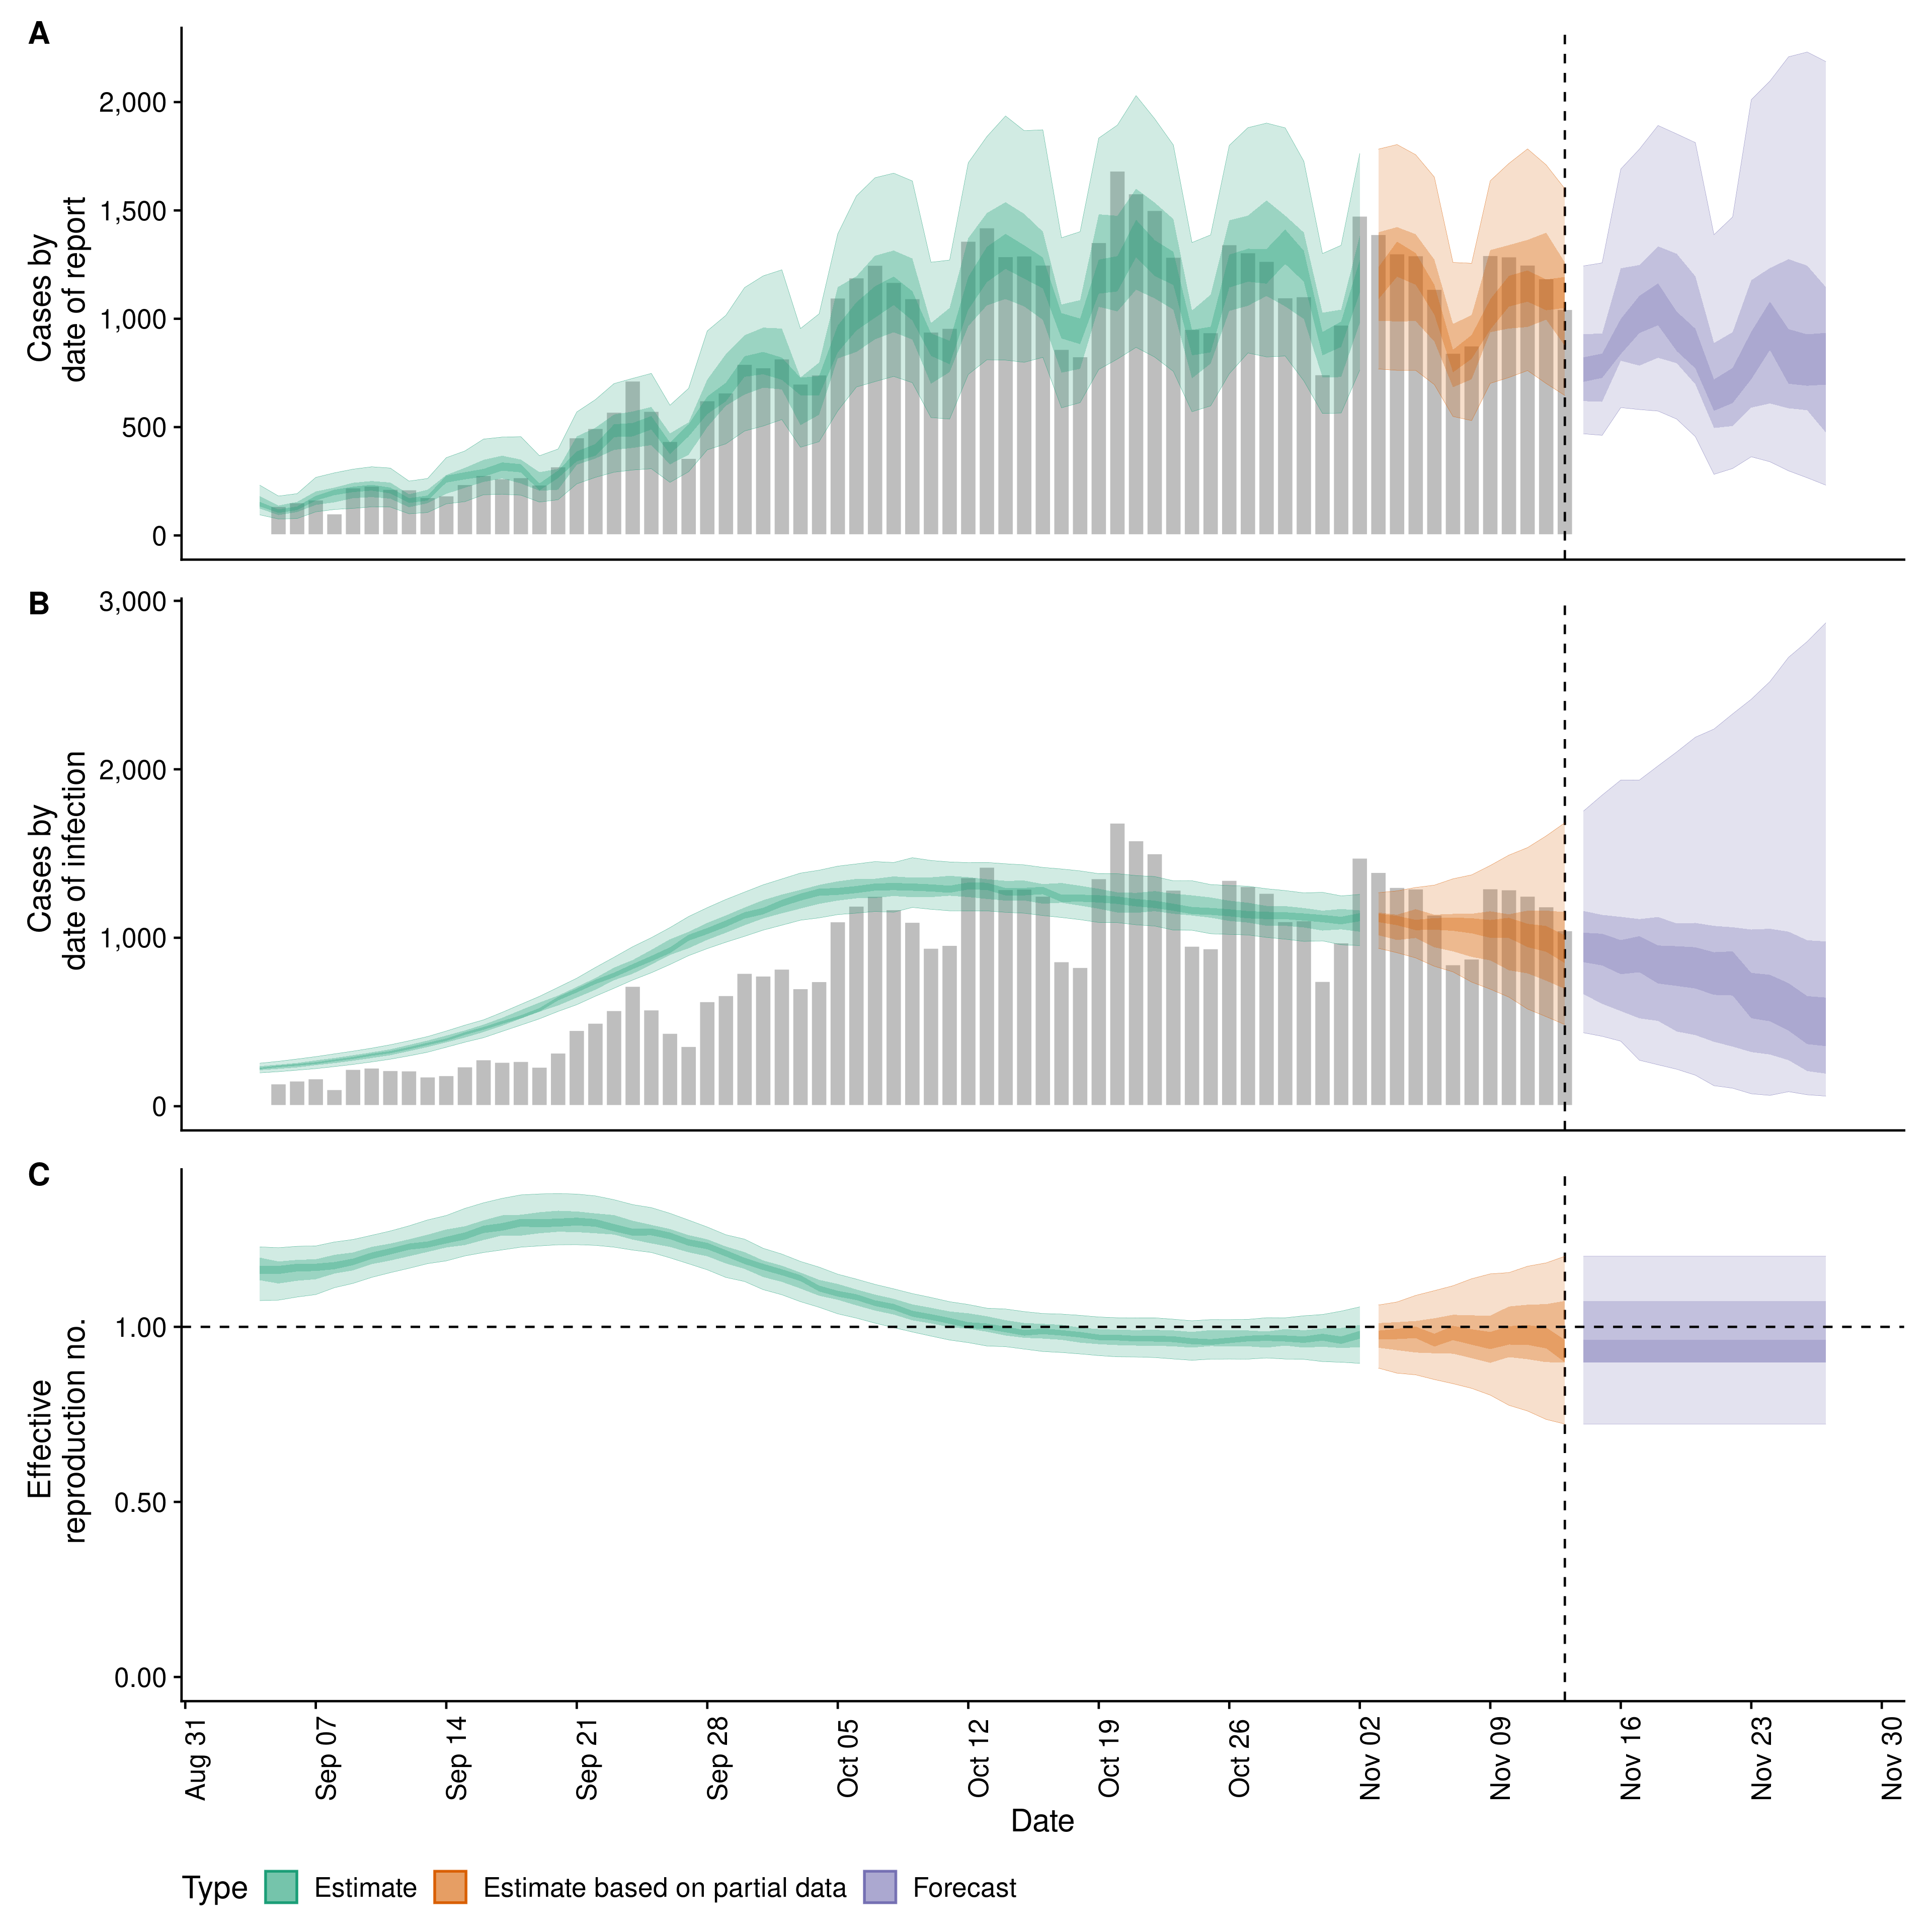 A
Cases by
date of report
2,000
1,500
1,000
500
0
B
Cases by
date of infection
3,000
2,000
1,000
0
C
Effective
reproduction no.
1.00
0.50
0.00
Aug 31
Sep 07
Sep 14
Sep 21
Sep 28
Oct 05
Oct 12
Oct 19
Oct 26
Nov 02
Nov 09
Nov 16
Nov 23
Nov 30
Date
Type Estimate Estimate based on partial data Forecast